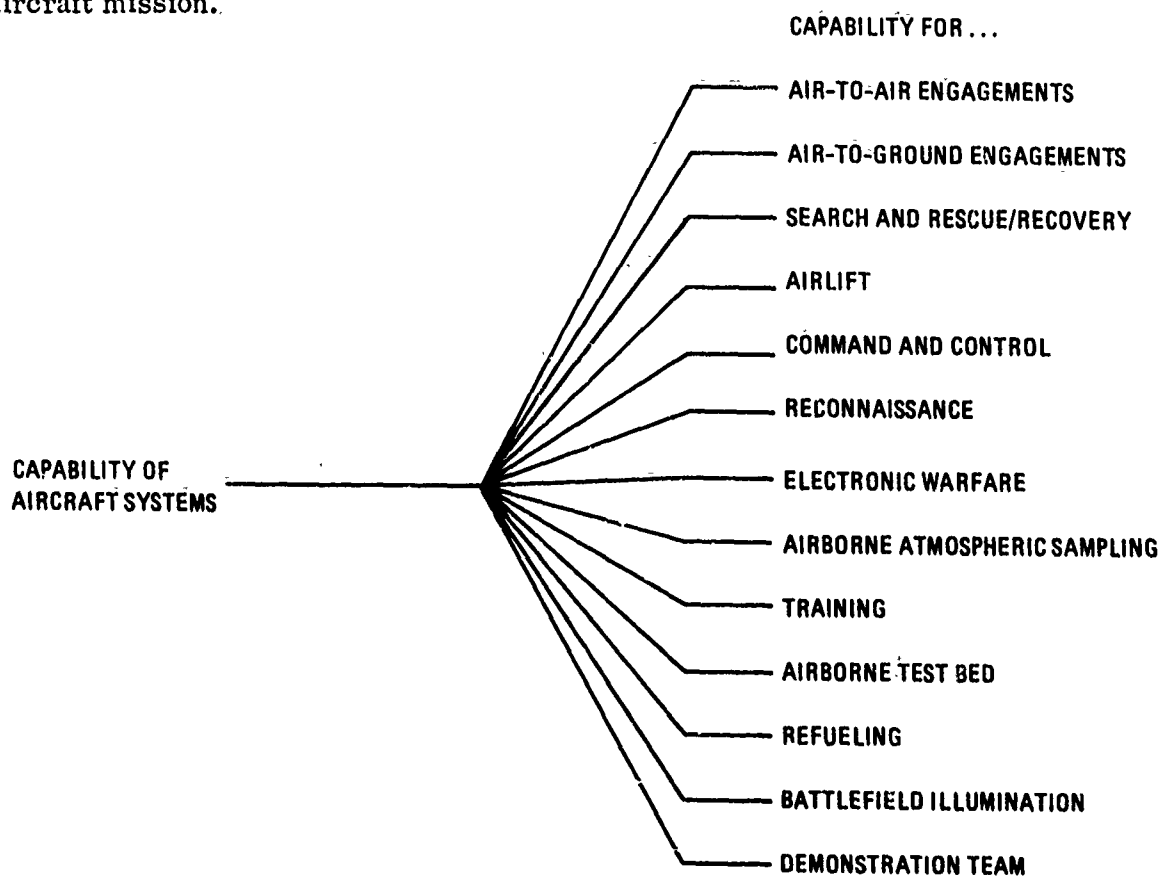 aircraft mission.
CAPABILITY FOR ...
AIR-TO-AIR ENGAGEMENTS
AIR-TO-GROUND ENGAGEMENTS
SEARCH AND RESCUE/RECOVERY
AIRLIFT
COMMAND AND CONTROL
RECONNAISSANCE
CAPABILITY OF
AIRCRAFT SYSTEMS
ELECTRONIC WARFARE
AIRBORNE ATMOSPHERIC SAMPLING
TRAINING
AIRBORNE TEST BED
REFUELING
BATTLEFIELD ILLUMINATION
DEMONSTRATION TEAM